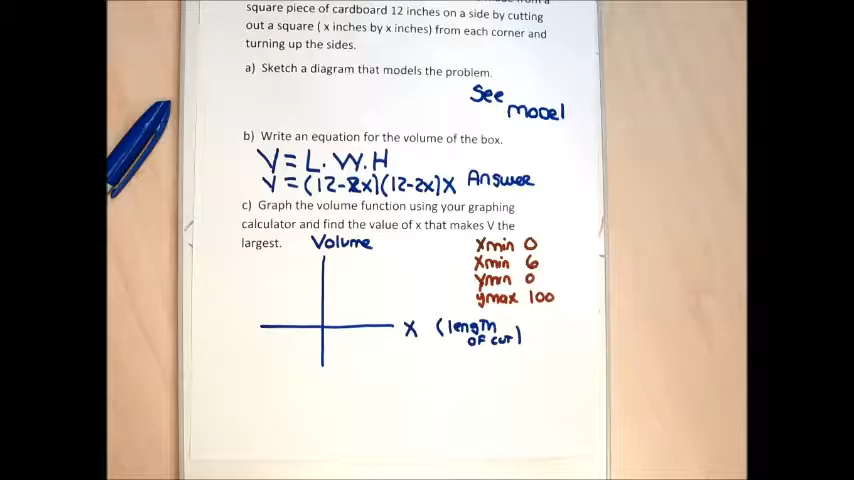 square piece of cardboard 12 inches on a side by cutting
out a square ( x inches by x inches) from each corner and
turning up the sides.
a) Sketch a diagram that models the problem.
See
model
b) Write an equation for the volume of the box.
V = L. W. H
V = (12-2x)(12-2x)X Answer
c) Graph the volume function using your graphing
calculator and find the value of x that makes V the
largest.
Volume
Xmin 0
Xmin 6
ymin 0
ymax 100
X (length
OF cut)